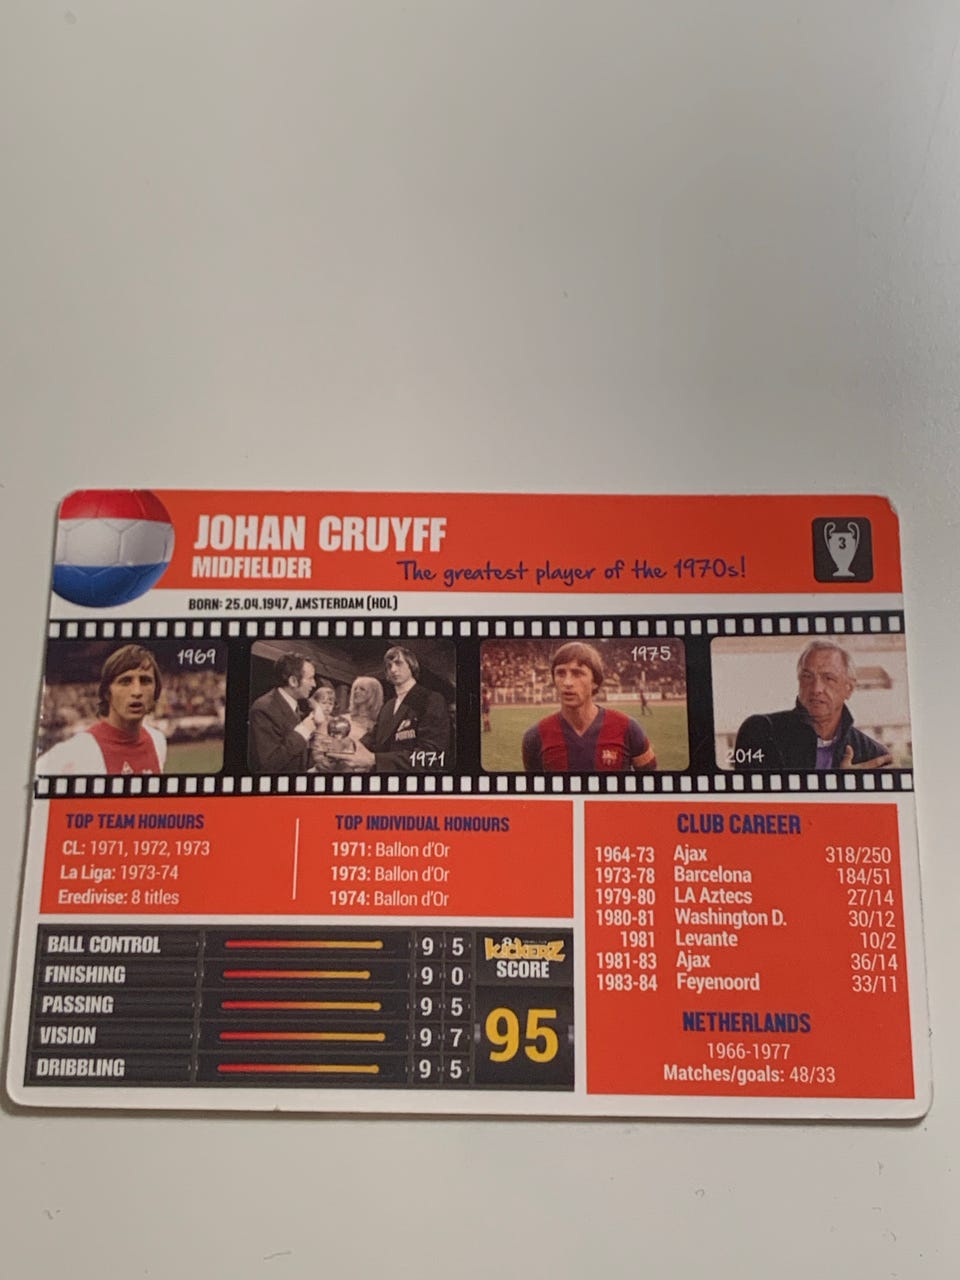 JOHAN CRUYFF
MIDFIELDER
The greatest player of the 1970s!
3
BORN: 25.04.1947, AMSTERDAM (HOL)
1969
1971
1975
2014
TOP TEAM HONOURS
CL: 1971, 1972, 1973
La Liga: 1973-74
Eredivise: 8 titles
TOP INDIVIDUAL HONOURS
1971: Ballon d'Or
1973: Ballon d'Or
1974: Ballon d'Or
BALL CONTROL 9 5
FINISHING 9 0
PASSING 9 5
VISION 9 7
DRIBBLING 9 5
KICKERZ
SCORE
95
CLUB CAREER
1964-73 Ajax 318/250
1973-78 Barcelona 184/51
1979-80 LA Aztecs 27/14
1980-81 Washington D. 30/12
1981 Levante 10/2
1981-83 Ajax 36/14
1983-84 Feyenoord 33/11
NETHERLANDS
1966-1977
Matches/goals: 48/33